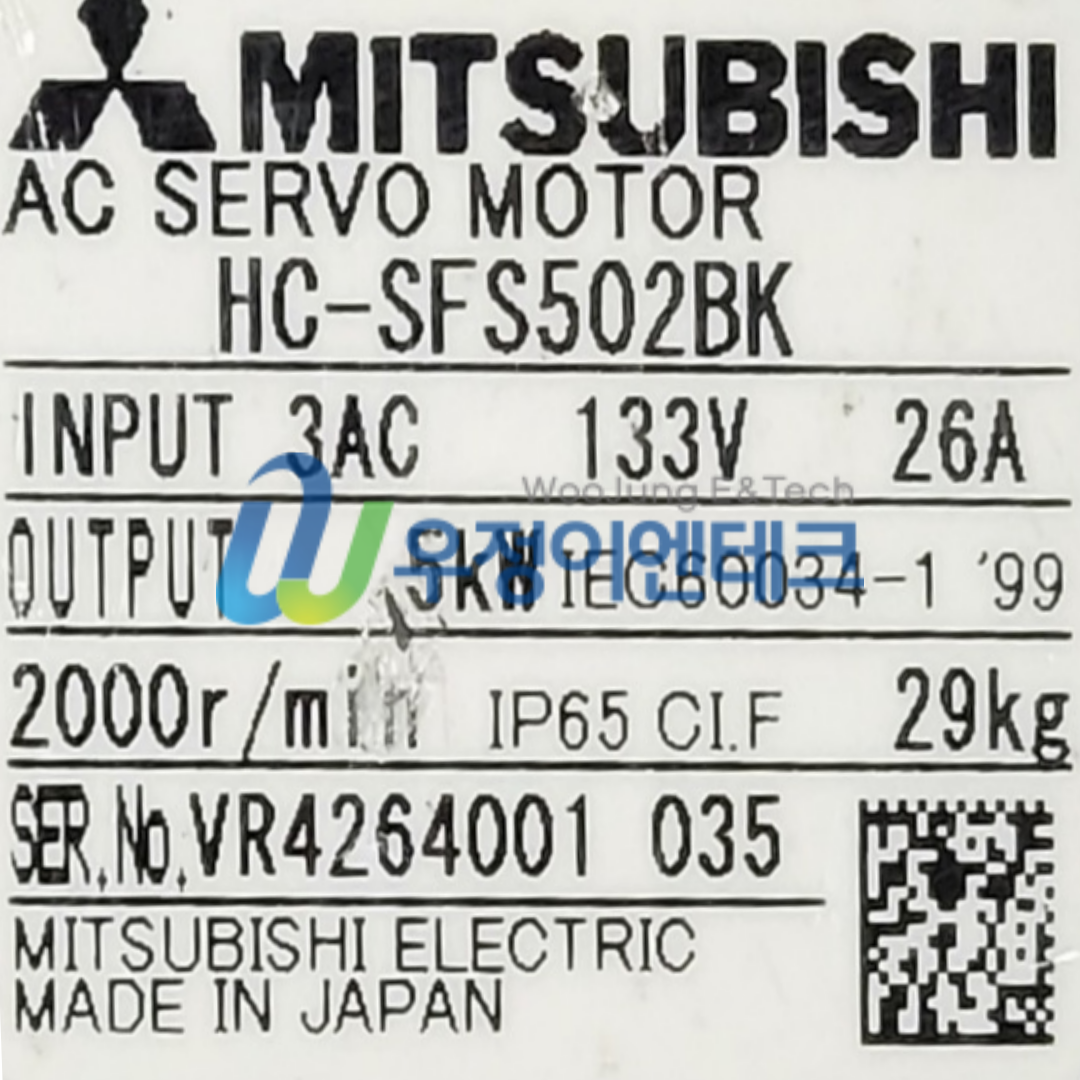 MITSUBISHI
AC SERVO MOTOR
HC-SFS502BK
INPUT 3AC 133V 26A
WooJung E&Tech
우정이엔테크
OUTPUT 5kW IEC60034-1 '99
2000r/min IP65 CI.F 29kg
SER.No.VR4264001 035
MITSUBISHI ELECTRIC
MADE IN JAPAN